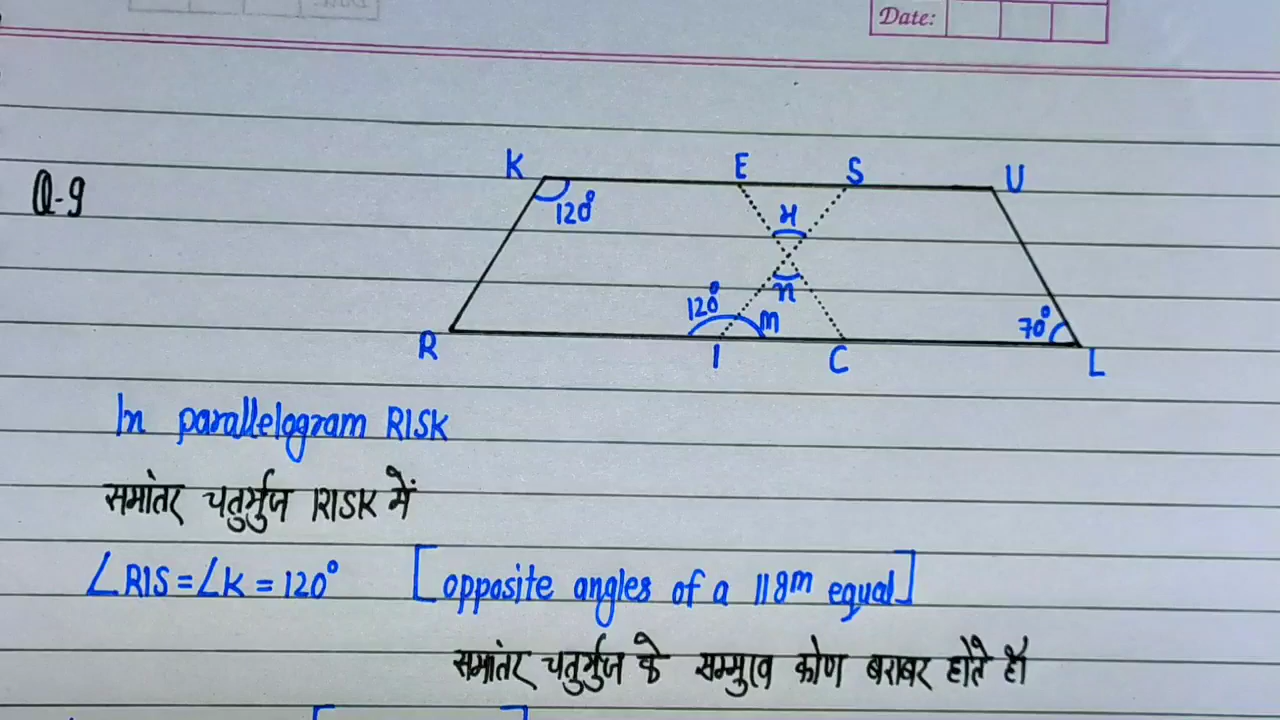 Date:
Q-9
K E S U
120° x
120° n m 70°
R I C L
In parallelogram RISK
समांतर चतुर्भुज RISK में
∠RIS = ∠K = 120° [opposite angles of a ||gm equal]
समांतर चतुर्भुज के सम्मुख कोण बराबर होते हैं